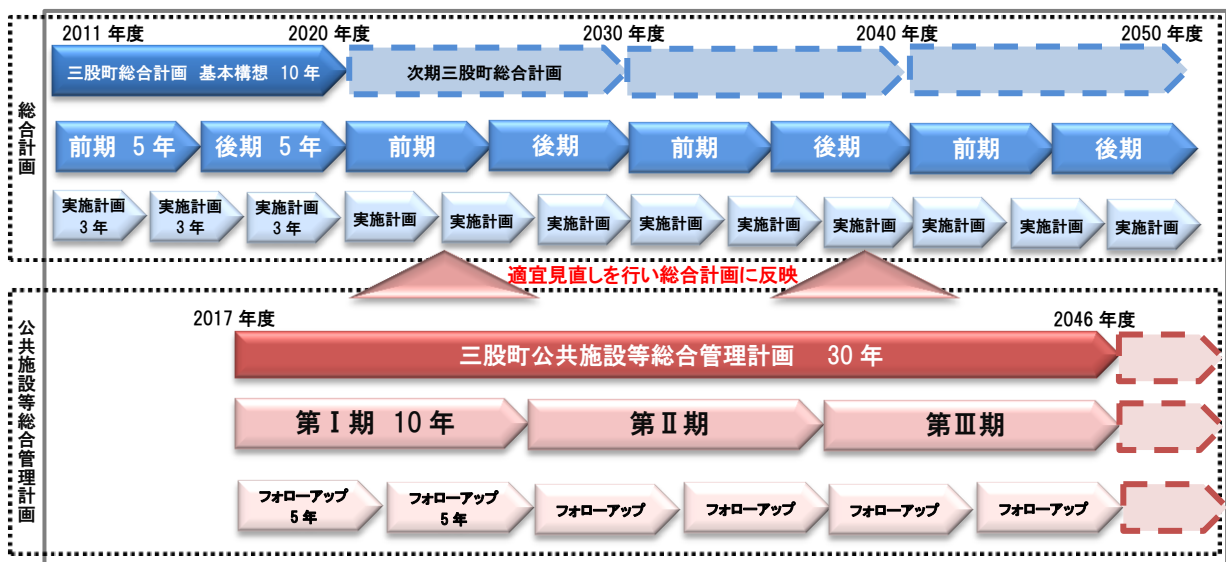 2011 年度
2020 年度
2030 年度
2040 年度
2050 年度
総合計画
三股町総合計画 基本構想 10 年
次期三股町総合計画
前期 5 年
後期 5 年
前期
後期
前期
後期
前期
後期
実施計画
3 年
実施計画
3 年
実施計画
3 年
実施計画
実施計画
実施計画
実施計画
実施計画
実施計画
実施計画
実施計画
実施計画
適宜見直しを行い総合計画に反映
公共施設等総合管理計画
2017 年度
2046 年度
三股町公共施設等総合管理計画 30 年
第Ⅰ期 10 年
第Ⅱ期
第Ⅲ期
フォローアップ
5 年
フォローアップ
5 年
フォローアップ
フォローアップ
フォローアップ
フォローアップ